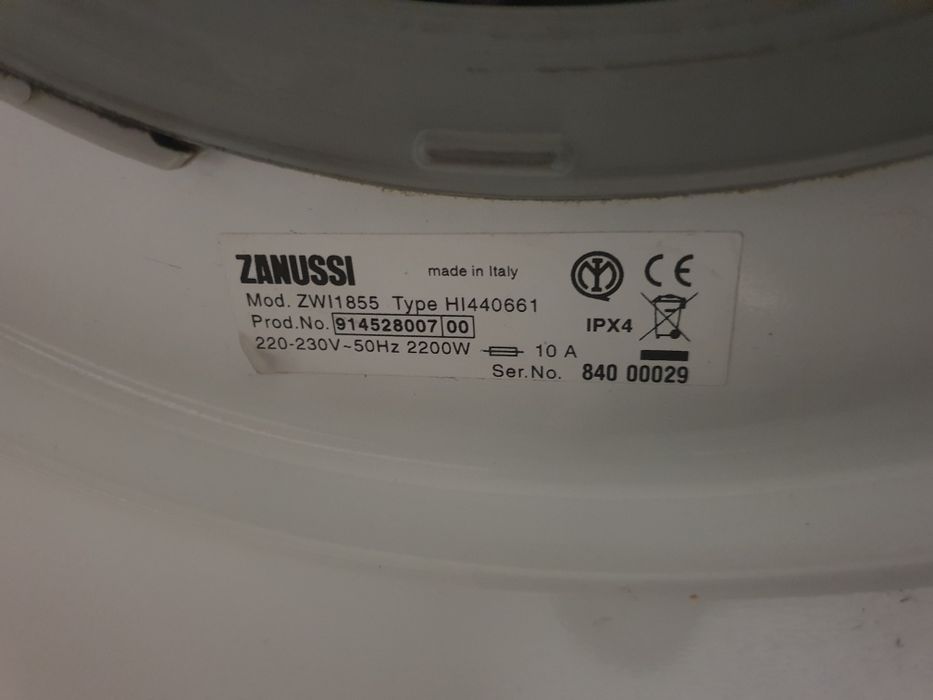 ZANUSSI made in Italy CE
Mod. ZWI1855 Type HI440661
Prod.No. 914528007 00 IPX4
220-230V~50Hz 2200W 10 A
Ser.No. 840 00029